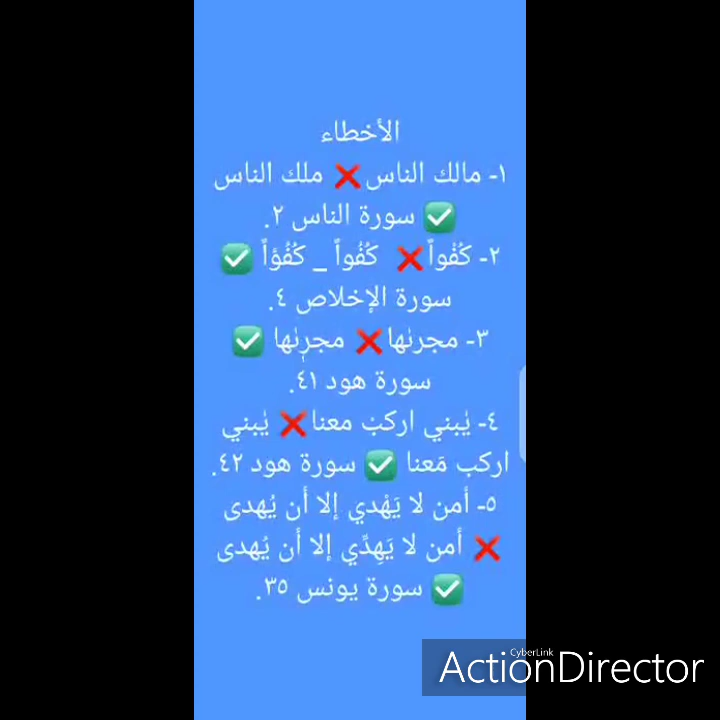 الأخطاء
١- مالك الناس❌ ملك الناس
✅ سورة الناس ٢.
٢- كُفْواً❌ كُفُواً _ كُفُؤاً ✅
سورة الإخلاص ٤.
٣- مجرىٰها❌ مجرٜىٰها ✅
سورة هود ٤١.
٤- يٰبني اركبْ معنا❌ يٰبني
اركب مَعنا ✅ سورة هود ٤٢.
٥- أمن لا يَهْدي إلا أن يُهدى
❌ أمن لا يَهِدِّي إلا أن يُهدى
✅ سورة يونس ٣٥.
CyberLink
ActionDirector